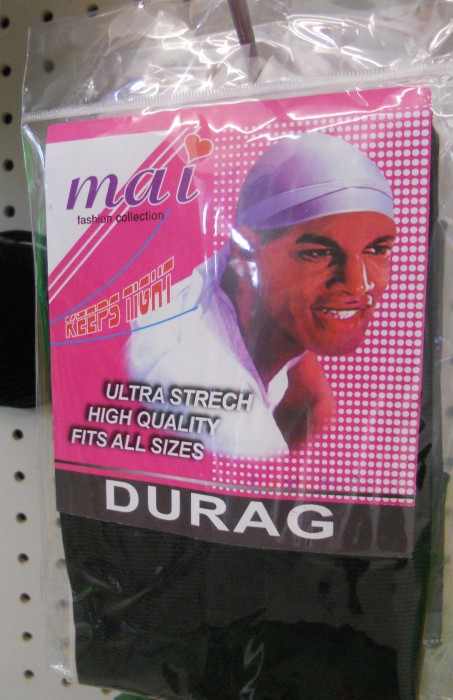 mai
fashion collection
KEEPS TIGHT
ULTRA STRECH
HIGH QUALITY
FITS ALL SIZES
DURAG